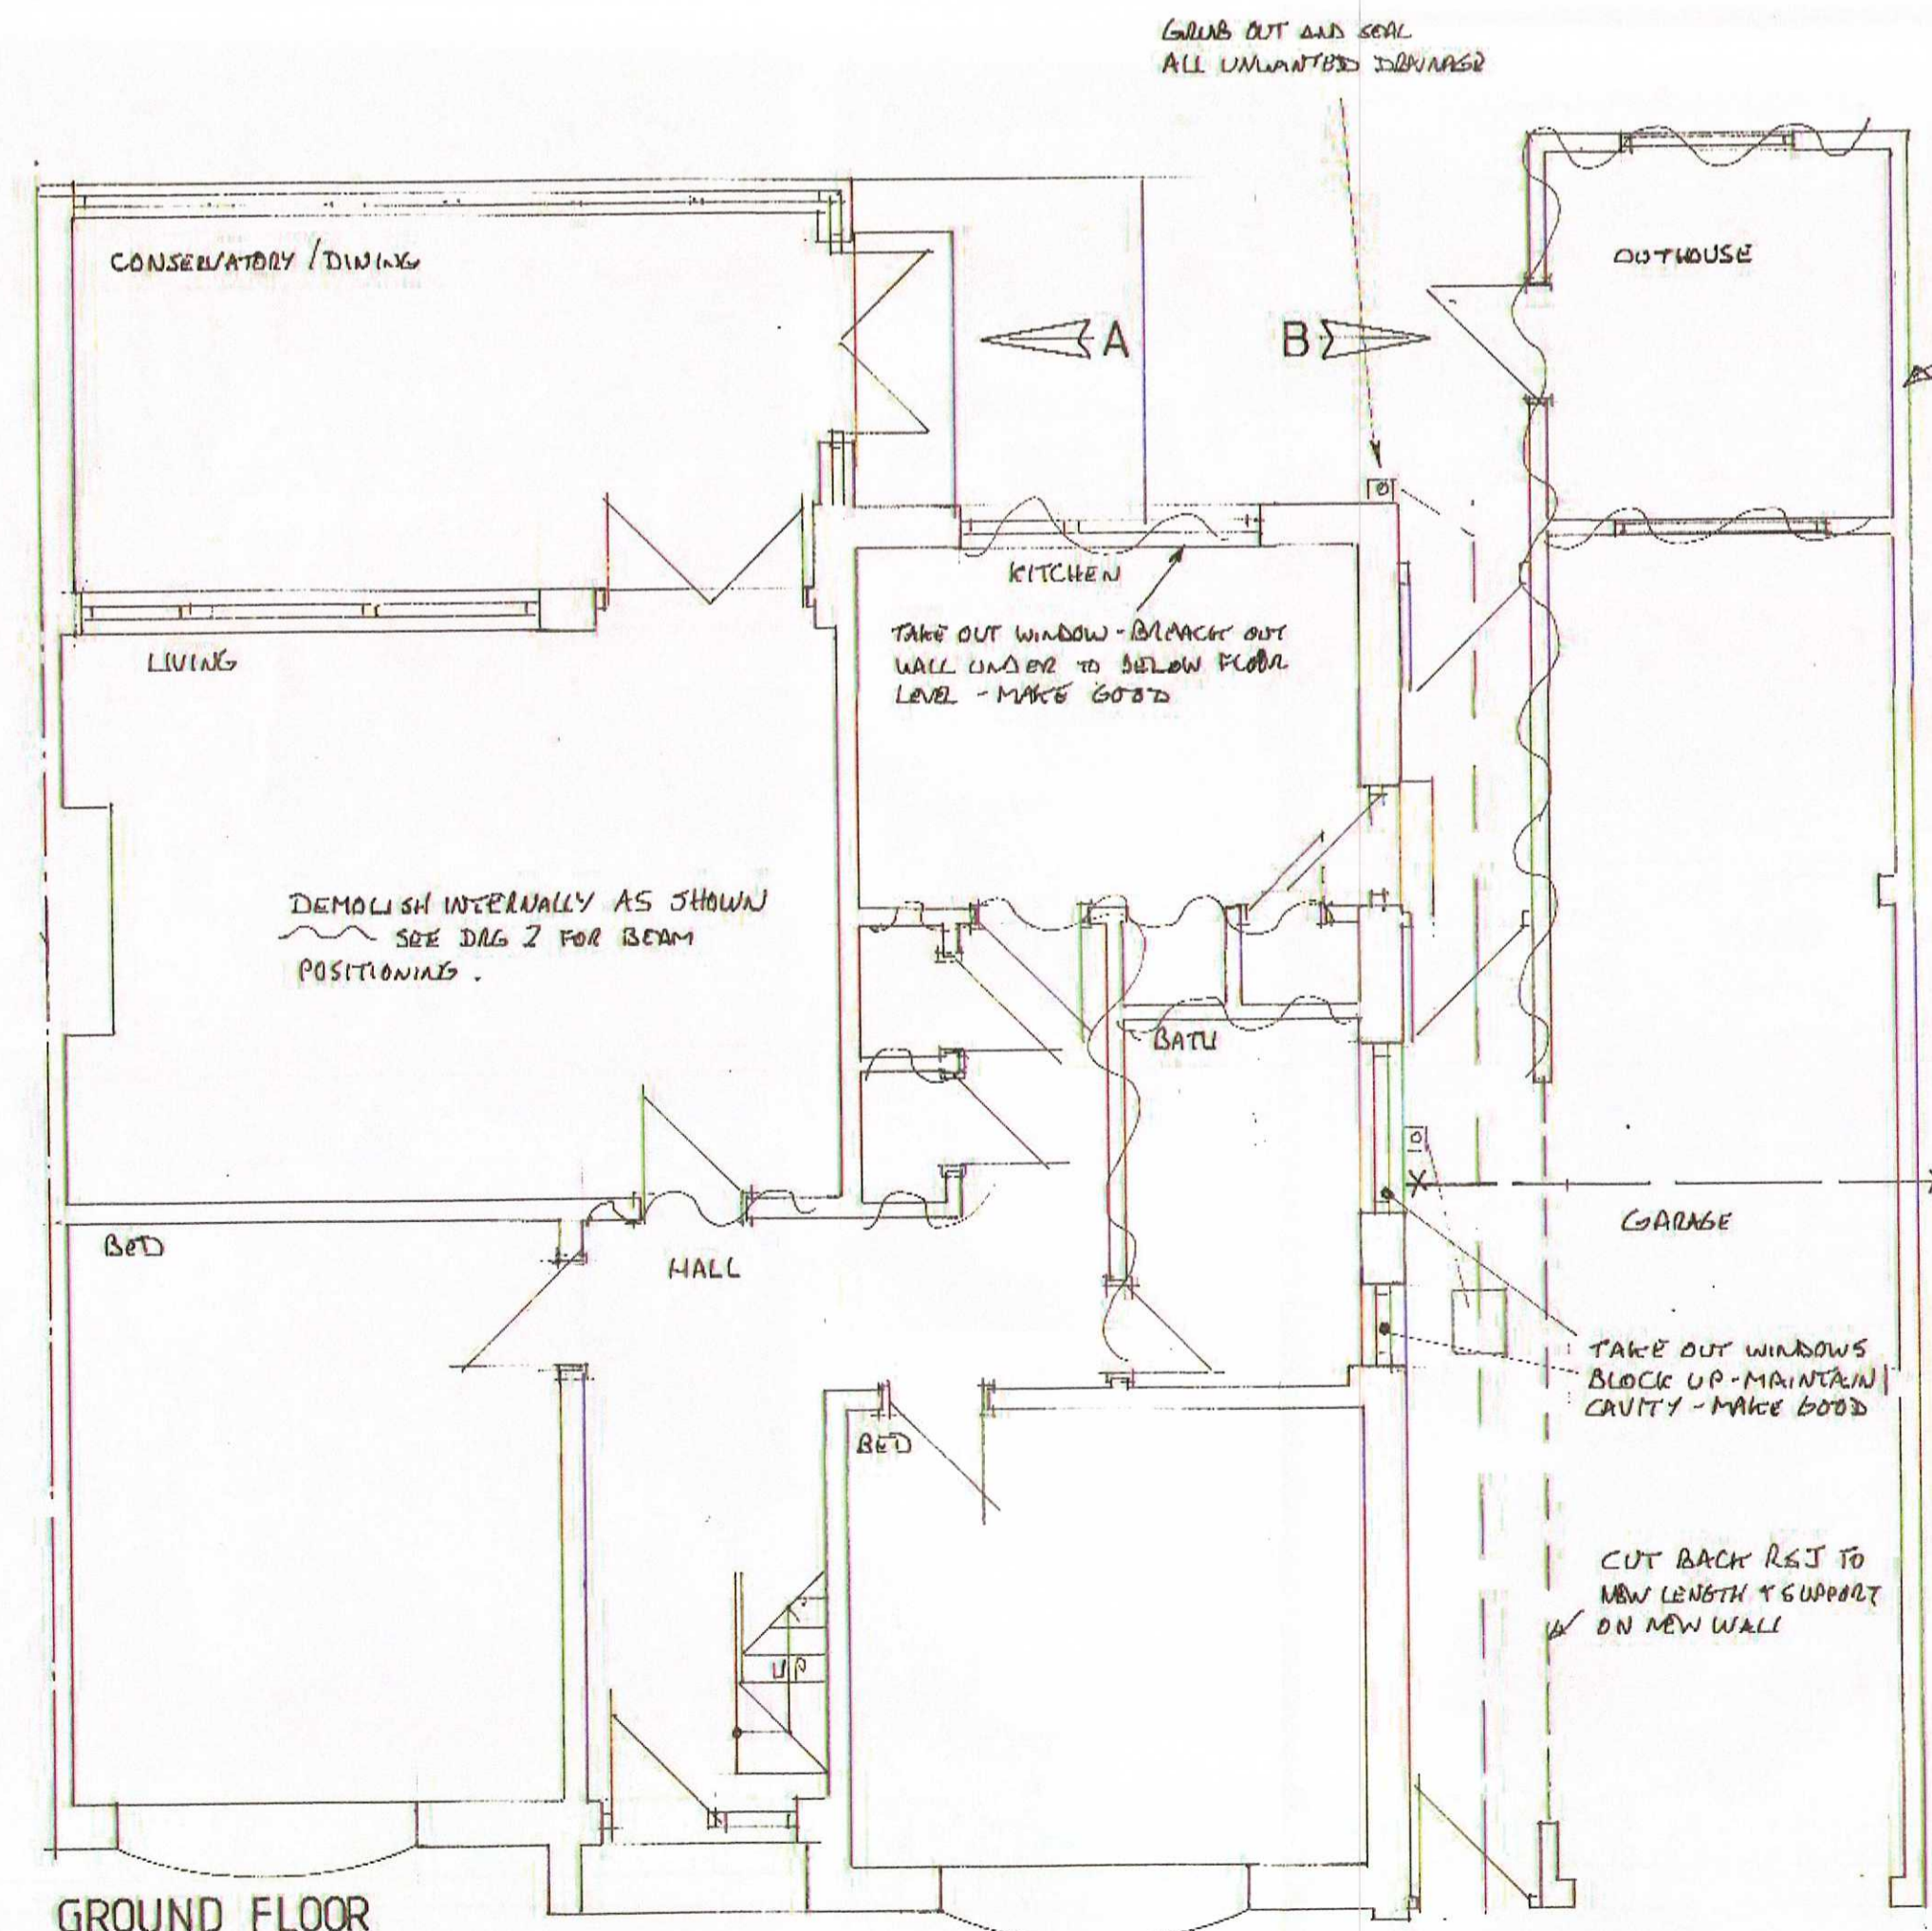 GRUB OUT AND SEAL
ALL UNWANTED DRAINAGE
CONSERVATORY / DINING
OUTHOUSE
A
B
KITCHEN
TAKE OUT WINDOW - BREACK OUT
WALL UNDER TO BELOW FLOOR
LEVEL - MAKE GOOD
LIVING
DEMOLISH INTERNALLY AS SHOWN
SEE DRG 2 FOR BEAM
POSITIONING .
BATH
X
GARAGE
BED
HALL
TAKE OUT WINDOWS
BLOCK UP - MAINTAIN
CAVITY - MAKE GOOD
BED
CUT BACK RSJ TO
NEW LENGTH & SUPPORT
ON NEW WALL
UP
GROUND FLOOR